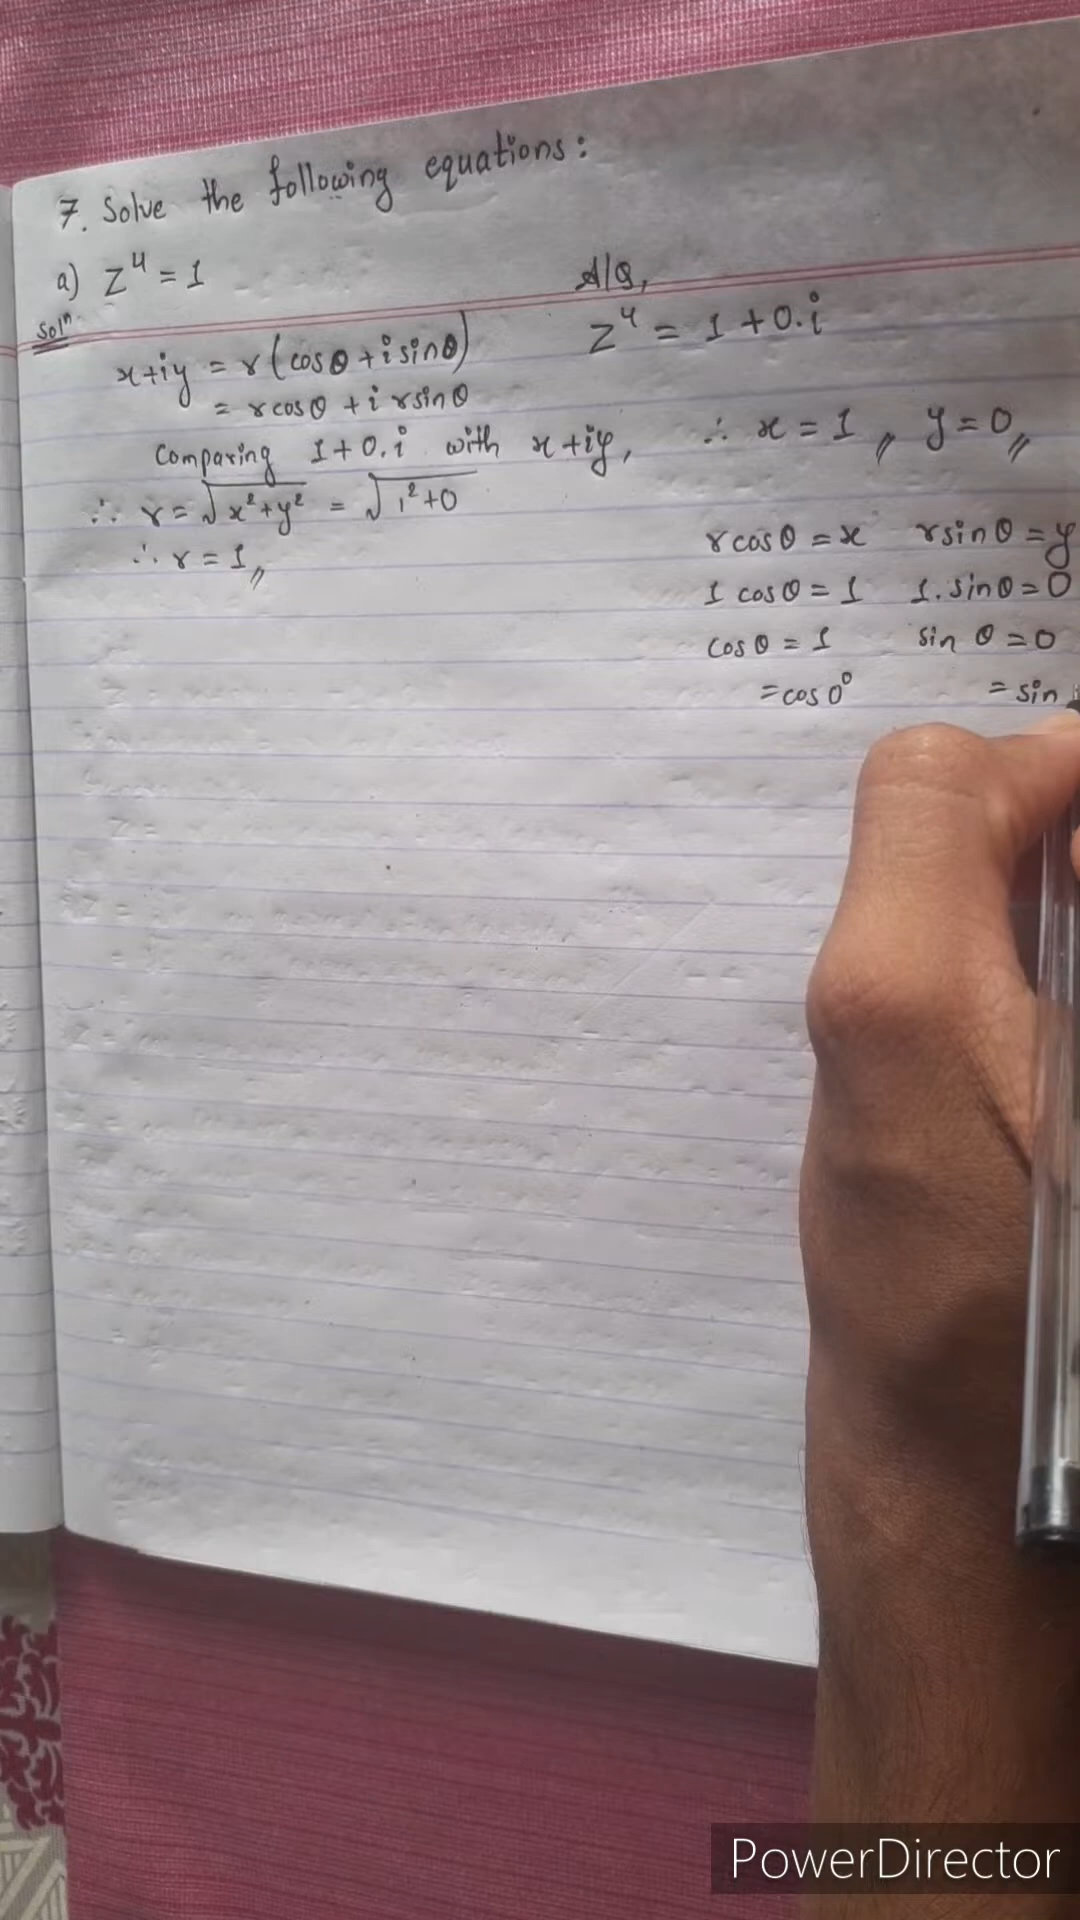 7. Solve the following equations:
a) z⁴ = 1
Solⁿ
x+iy = r(cosθ + i sinθ)
= r cosθ + i r sinθ
Comparing 1+0.i with x+iy,
∴ r = √x²+y² = √1²+0
∴ r = 1,,
A/Q,
z⁴ = 1 + 0.i
∴ x = 1 ,, y = 0,,
r cosθ = x r sinθ = y
1 cosθ = 1 1. sinθ = 0
cosθ = 1 sin θ = 0
= cos 0° = sin
PowerDirector